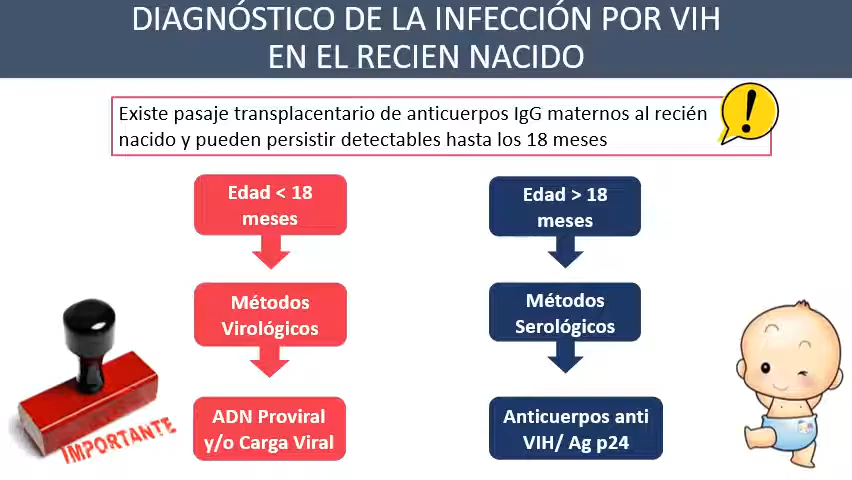 DIAGNÓSTICO DE LA INFECCIÓN POR VIH
EN EL RECIEN NACIDO
Existe pasaje transplacentario de anticuerpos IgG maternos al recién
nacido y pueden persistir detectables hasta los 18 meses
!
Edad < 18
meses
Edad > 18
meses
Métodos
Virológicos
Métodos
Serológicos
ADN Proviral
y/o Carga Viral
Anticuerpos anti
VIH/ Ag p24
IMPORTANTE